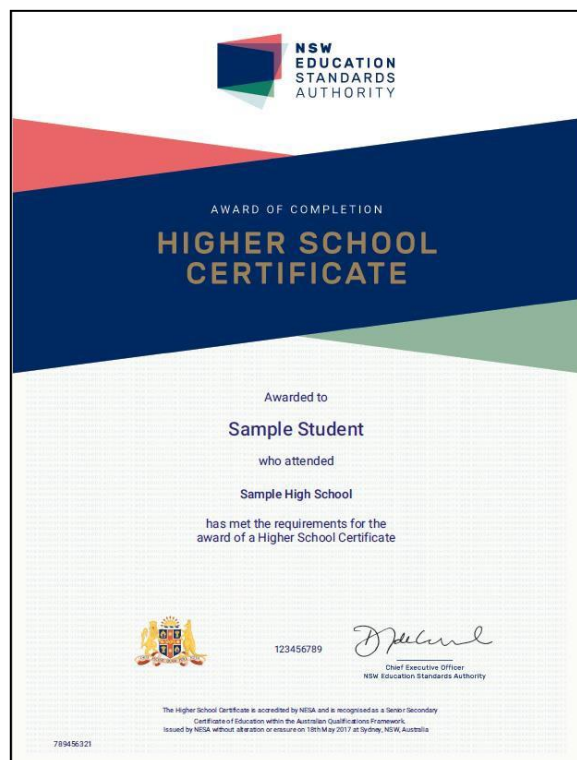 NSW
EDUCATION
STANDARDS
AUTHORITY
AWARD OF COMPLETION
HIGHER SCHOOL
CERTIFICATE
Awarded to
Sample Student
who attended
Sample High School
has met the requirements for the
award of a Higher School Certificate
123456789
Chief Executive Officer
NSW Education Standards Authority
The Higher School Certificate is accredited by NESA and is recognised as a Senior Secondary
Certificate of Education within the Australian Qualifications Framework.
Issued by NESA without alteration or erasure on 18th May 2017 at Sydney, NSW, Australia
789456321